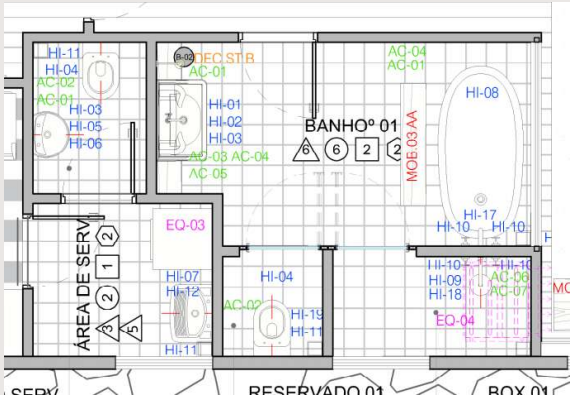 HI-11
HI-04
AC-02
AC-01
HI-03
HI-05
HI-06
B-02
DEC ST.B
AC-01
HI-01
HI-02
HI-03
AC-03 AC-04
AC-05
AC-04
AC-01
BANHOº 01
6 6 2 2
MOB.03 AA
HI-08
HI-17
HI-10 HI-10
ÁREA DE SERV
3 5 2 1 2
EQ-03
HI-07
HI-12
HI-11
HI-04
AC-02
HI-19
HI-11
HI-10 HI-10
HI-09
HI-18
AC-06
AC-07
EQ-04
SERV
RESERVADO 01
BOX 01